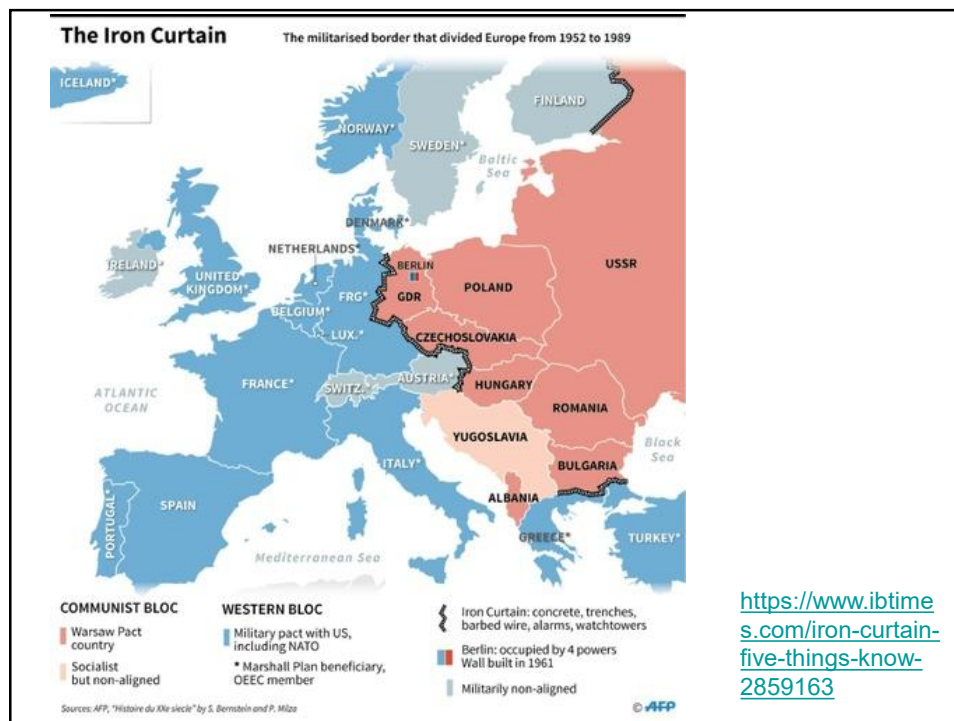 The Iron Curtain
The militarised border that divided Europe from 1952 to 1989
ICELAND*
FINLAND
NORWAY*
SWEDEN*
Baltic
Sea
DENMARK*
NETHERLANDS*
IRELAND*
UNITED
KINGDOM*
BERLIN
USSR
FRG*
GDR
POLAND
BELGIUM*
LUX.*
CZECHOSLOVAKIA
FRANCE*
SWITZ.*
AUSTRIA*
HUNGARY
ATLANTIC
OCEAN
ROMANIA
YUGOSLAVIA
Black
Sea
ITALY*
BULGARIA
PORTUGAL*
SPAIN
ALBANIA
GREECE*
TURKEY*
Mediterranean Sea
COMMUNIST BLOC
Warsaw Pact
country
Socialist
but non-aligned
WESTERN BLOC
Military pact with US,
including NATO
* Marshall Plan beneficiary,
OEEC member
Iron Curtain: concrete, trenches,
barbed wire, alarms, watchtowers
Berlin: occupied by 4 powers
Wall built in 1961
Militarily non-aligned
Sources: AFP, "Histoire du XXe siecle" by S. Bernstein and P. Milza
© AFP
https://www.ibtime
s.com/iron-curtain-
five-things-know-
2859163